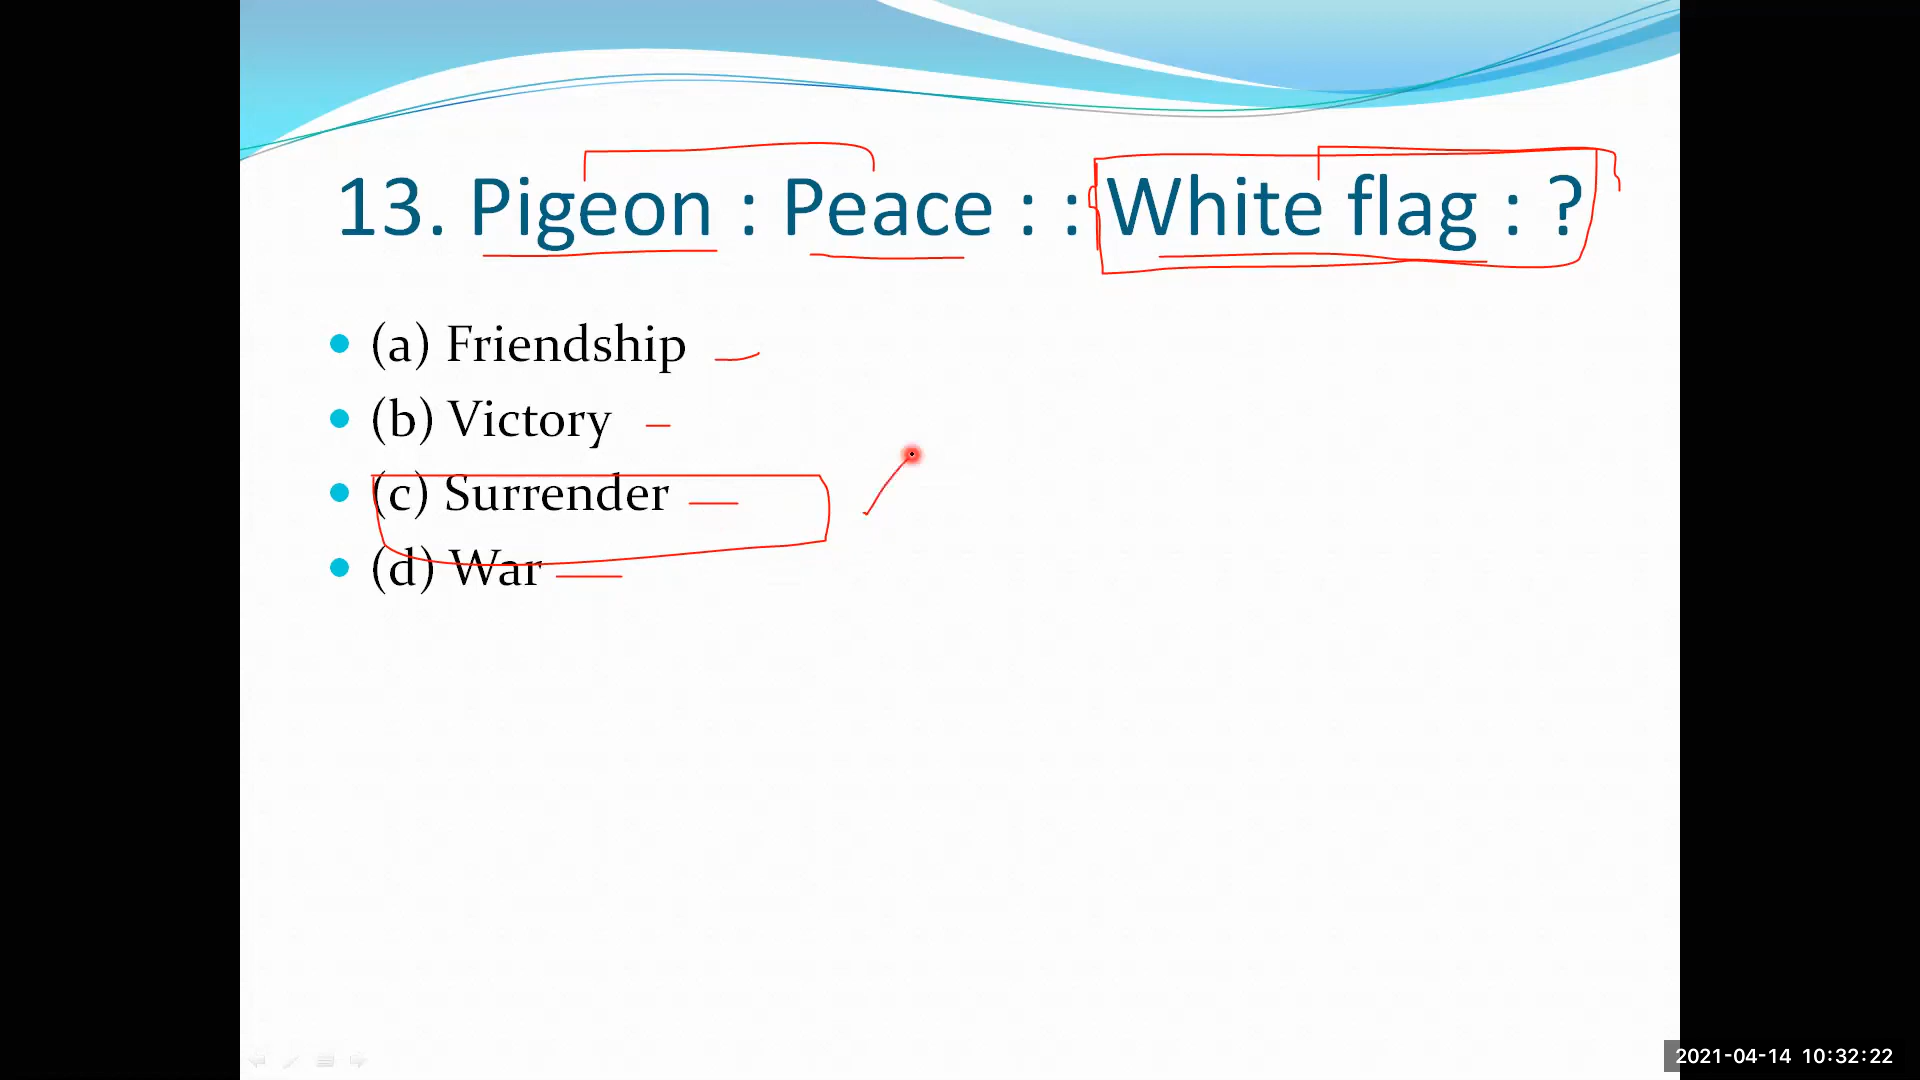 13. Pigeon : Peace : : White flag : ?
(a) Friendship
(b) Victory
(c) Surrender
(d) War
2021-04-14 10:32:22